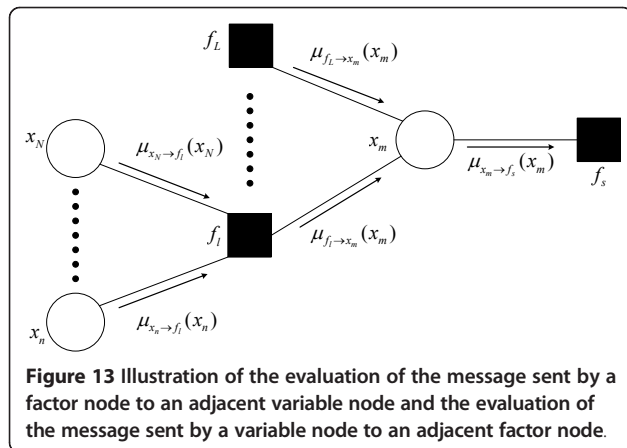 f_L
μ_{f_L→x_m}(x_m)
x_N
μ_{x_N→f_l}(x_N)
x_m
μ_{x_m→f_s}(x_m)
f_s
f_l
μ_{f_l→x_m}(x_m)
x_n
μ_{x_n→f_l}(x_n)
Figure 13 Illustration of the evaluation of the message sent by a
factor node to an adjacent variable node and the evaluation of
the message sent by a variable node to an adjacent factor node.